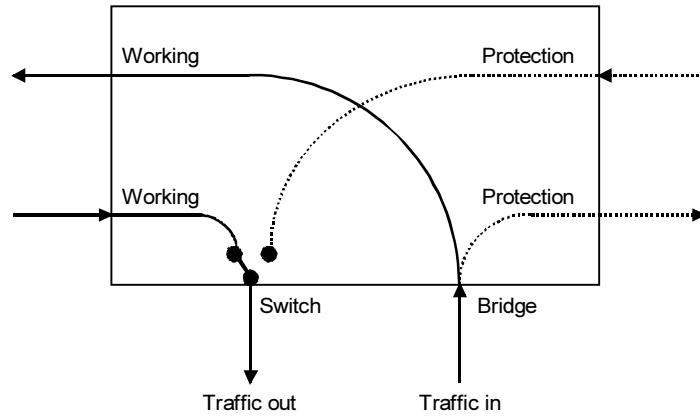 Working
Protection
Working
Protection
Switch
Bridge
Traffic out
Traffic in